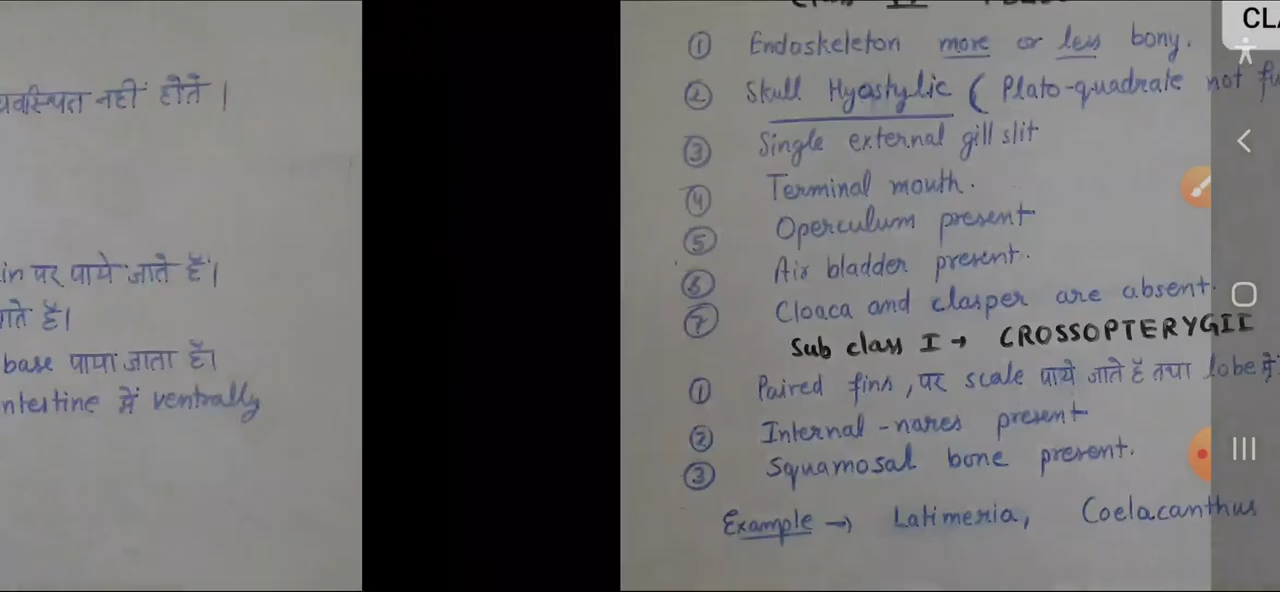 यवस्थित नहीं होते ।
in पर पाये जाते हैं।
जाते हैं।
base पाया जाता है।
ntestine में ventrally
CLA
① Endoskeleton more or less bony.
② Skull Hyostylic ( Plato-quadrate not fu
③ Single external gill slit
④ Terminal mouth.
⑤ Operculum present
⑥ Air bladder present.
⑦ Cloaca and clasper are absent.
Sub class I → CROSSOPTERYGII
① Paired fins, पर scale पाये जाते हैं तथा lobe में
② Internal-nares present
③ Squamosal bone present.
Example → Latimeria, Coelacanthus